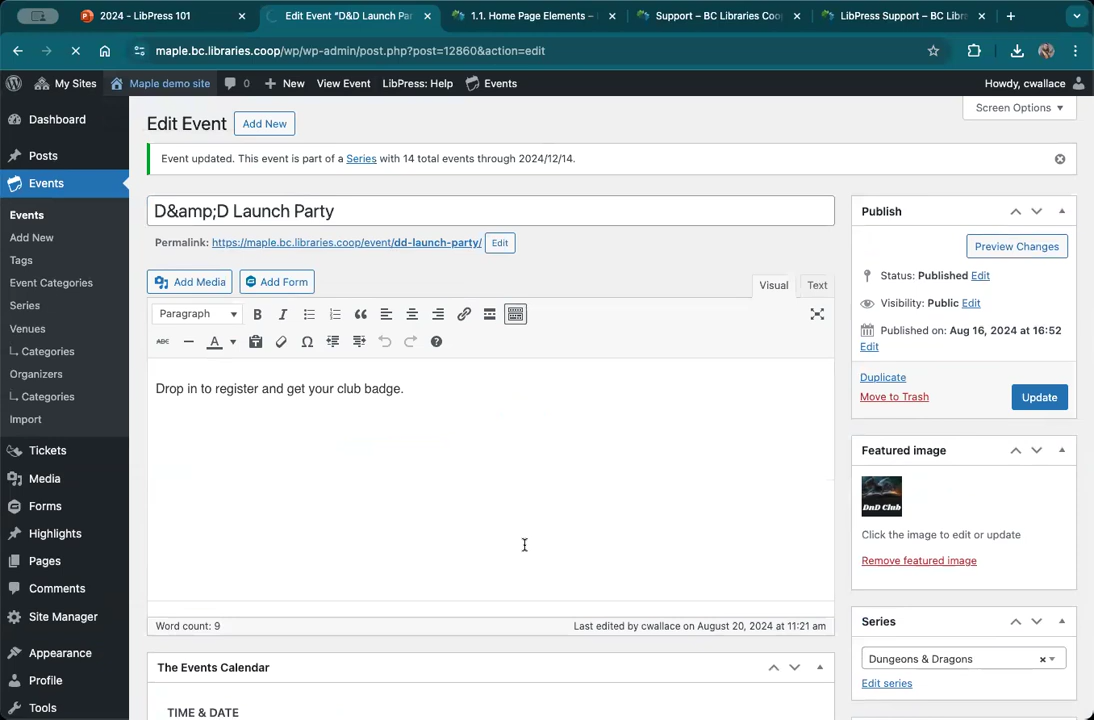 2024 - LibPress 101
Edit Event "D&D Launch Par
1.1. Home Page Elements –
Support – BC Libraries Coo
LibPress Support – BC Libra
maple.bc.libraries.coop/wp/wp-admin/post.php?post=12860&action=edit
My Sites
Maple demo site
0
New
View Event
LibPress: Help
Events
Howdy, cwallace
Screen Options
Dashboard
Posts
Events
Events
Add New
Tags
Event Categories
Series
Venues
Categories
Organizers
Categories
Import
Tickets
Media
Forms
Highlights
Pages
Comments
Site Manager
Appearance
Profile
Tools
Edit Event
Add New
Event updated. This event is part of a Series with 14 total events through 2024/12/14.
D&amp;D Launch Party
Permalink: https://maple.bc.libraries.coop/event/dd-launch-party/ Edit
Add Media
Add Form
Visual
Text
Paragraph
B I
ABC A
Drop in to register and get your club badge.
Word count: 9
Last edited by cwallace on August 20, 2024 at 11:21 am
The Events Calendar
TIME & DATE
Publish
Preview Changes
Status: Published Edit
Visibility: Public Edit
Published on: Aug 16, 2024 at 16:52
Edit
Duplicate
Move to Trash
Update
Featured image
DnD Club
Click the image to edit or update
Remove featured image
Series
Dungeons & Dragons
Edit series